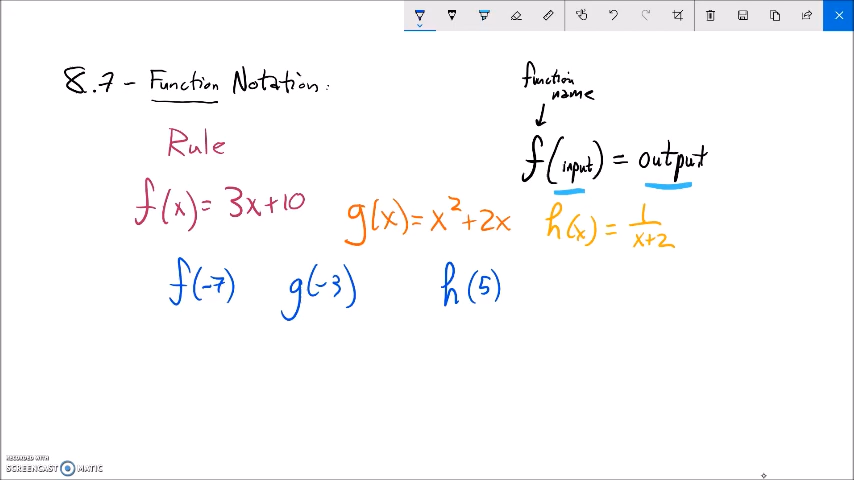 8.7 - Function Notation:
function
name
Rule
f(input) = output
f(x) = 3x+10
g(x) = x² + 2x
h(x) = 1/(x+2)
f(-7)
g(-3)
h(5)
RECORDED WITH
SCREENCAST MATIC